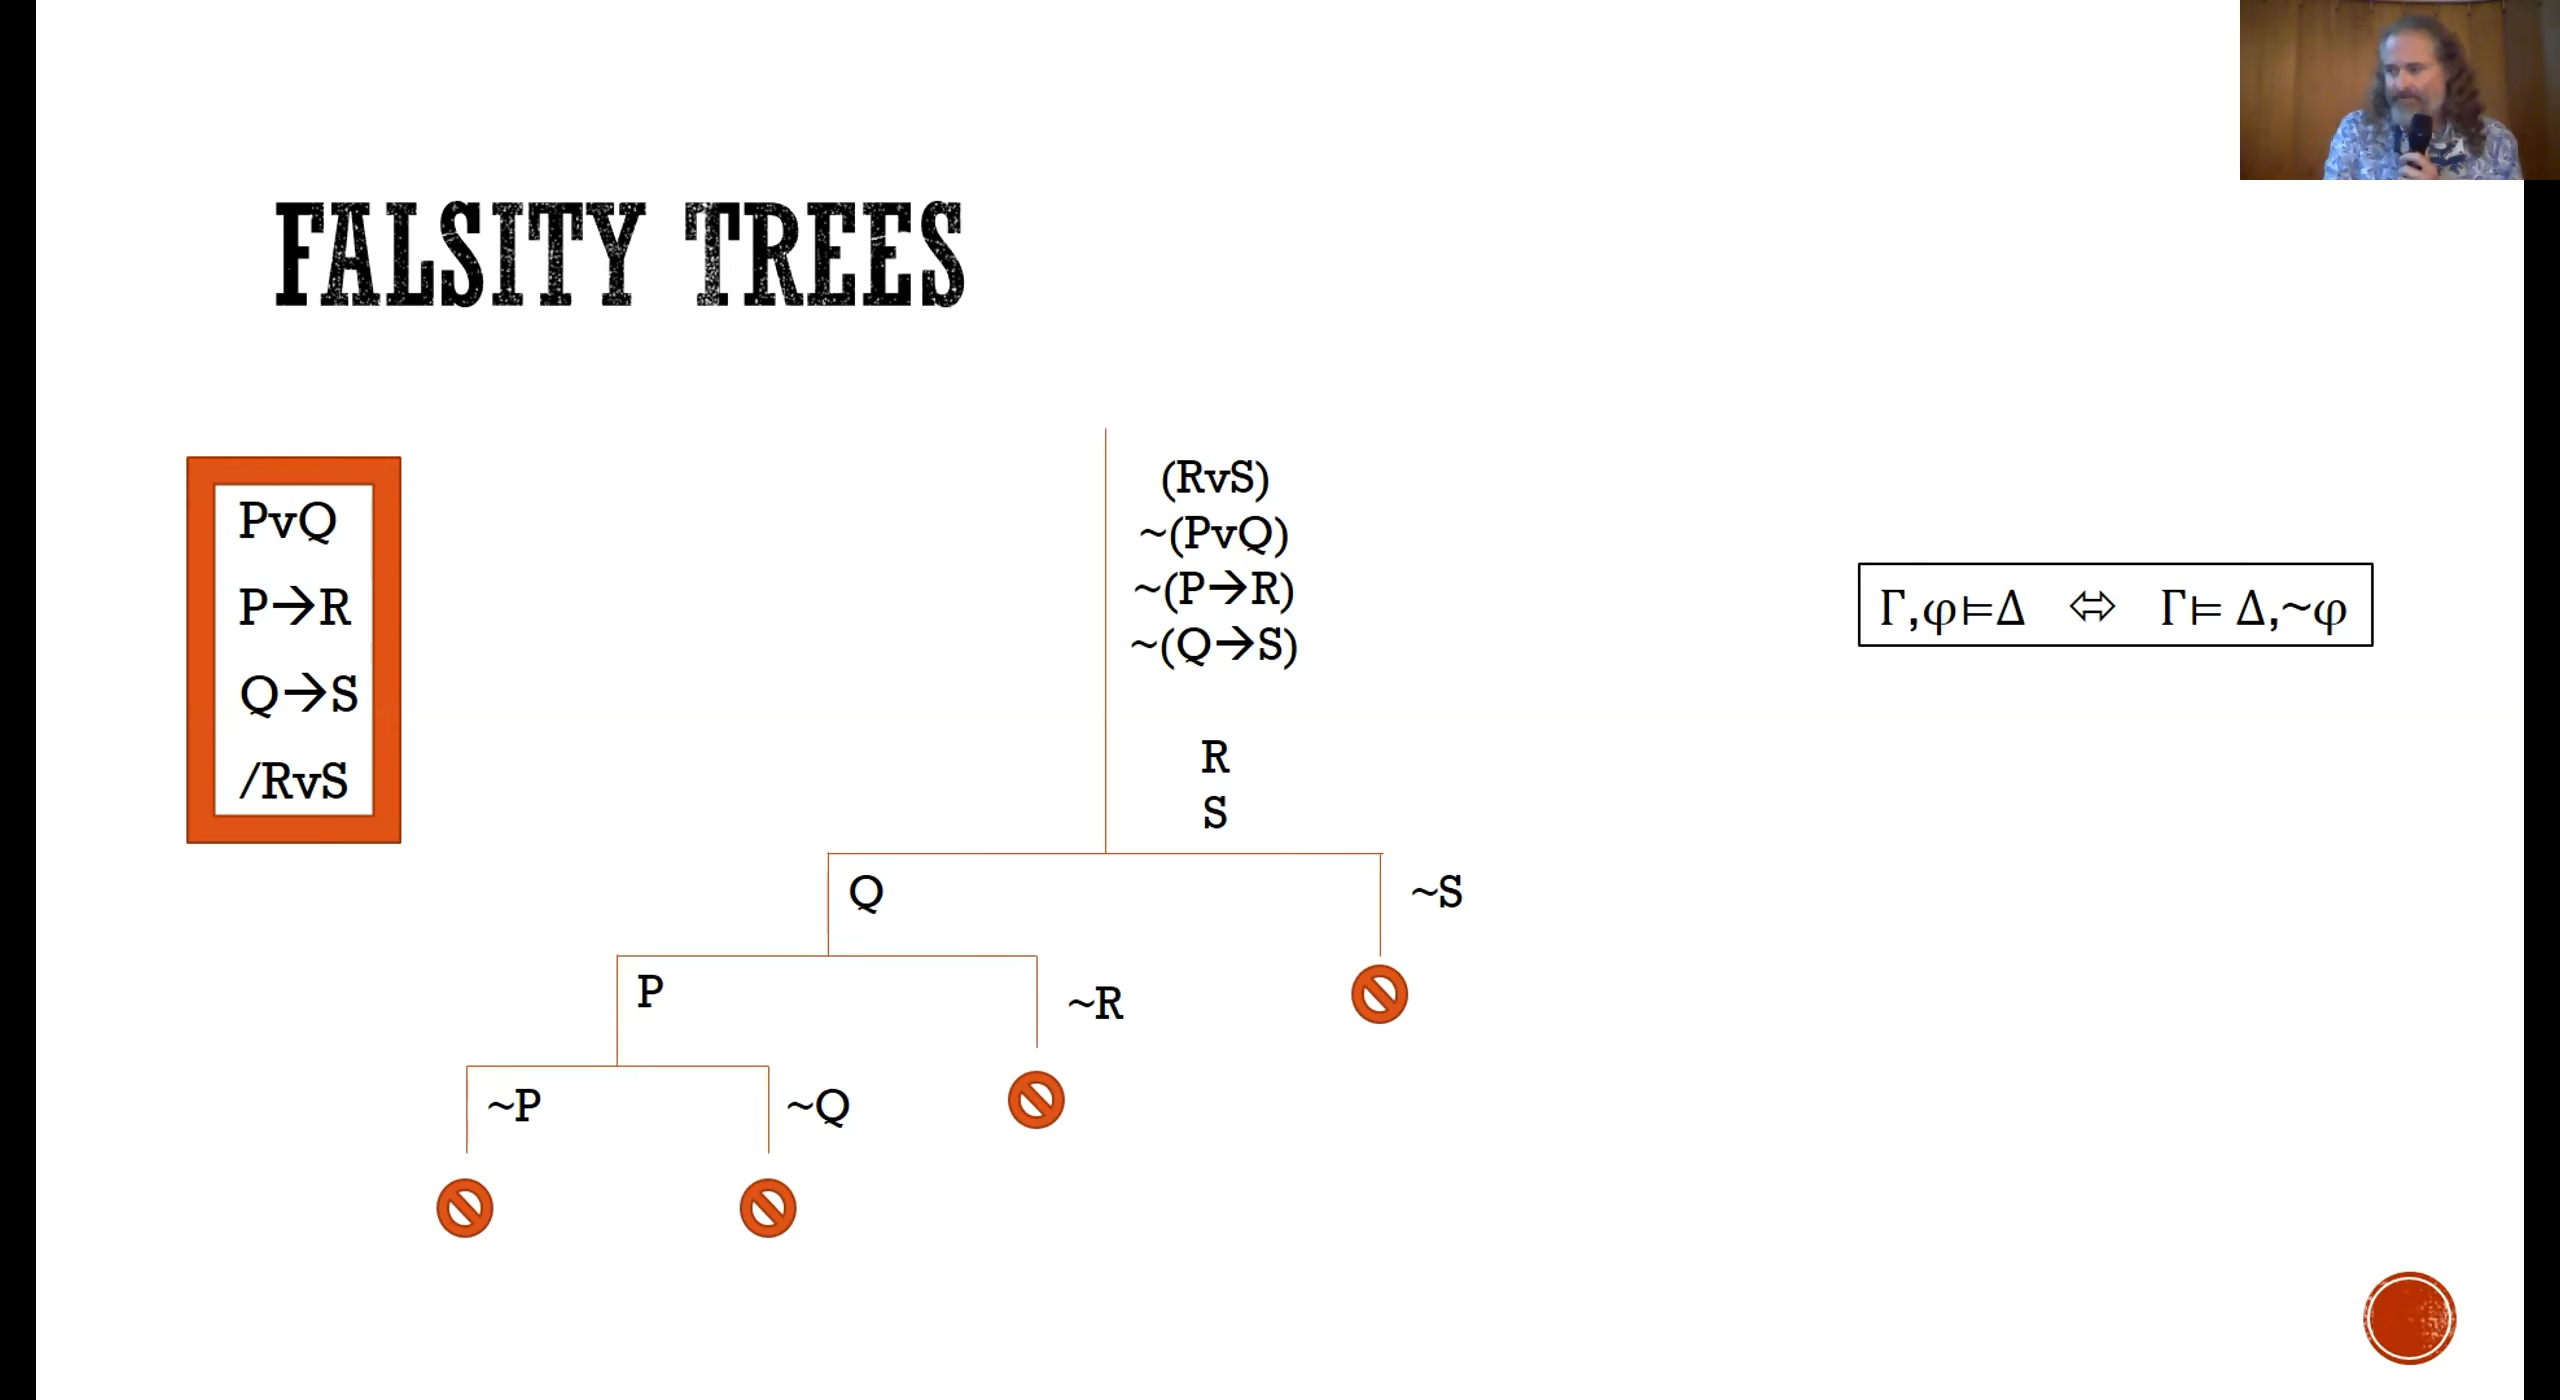 FALSITY TREES
PvQ
P→R
Q→S
/RvS
(RvS)
~(PvQ)
~(P→R)
~(Q→S)
R
S
Q
~S
P
~R
~P
~Q
Γ,φ⊨Δ ⬄ Γ⊨ Δ,~φ